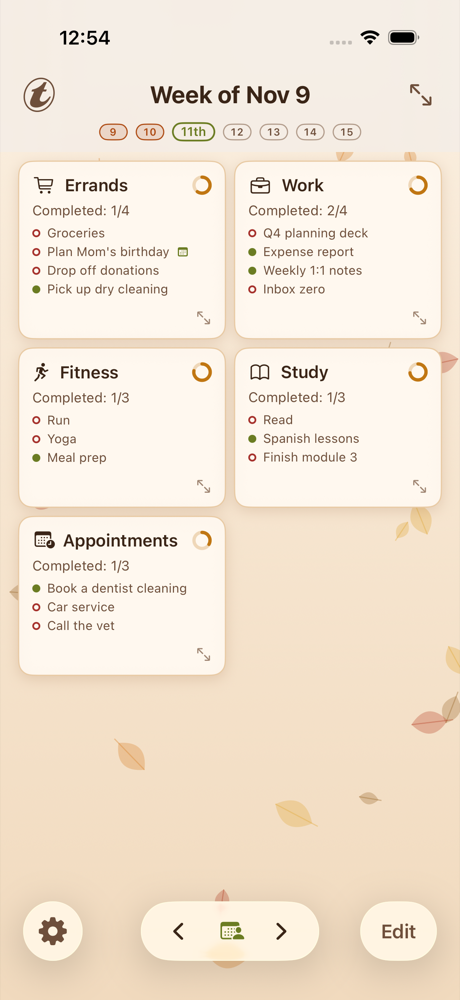 12:54
t
Week of Nov 9
9 10 11th 12 13 14 15
Errands
Completed: 1/4
Groceries
Plan Mom's birthday
Drop off donations
Pick up dry cleaning
Work
Completed: 2/4
Q4 planning deck
Expense report
Weekly 1:1 notes
Inbox zero
Fitness
Completed: 1/3
Run
Yoga
Meal prep
Study
Completed: 1/3
Read
Spanish lessons
Finish module 3
Appointments
Completed: 1/3
Book a dentist cleaning
Car service
Call the vet
Edit